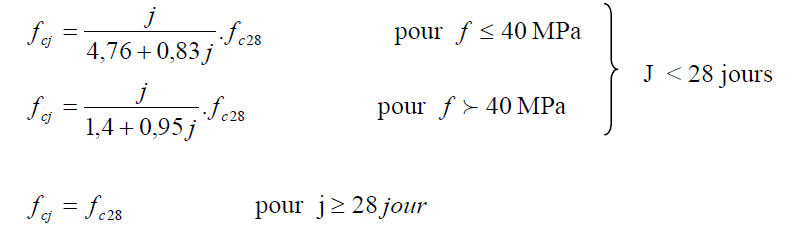 f_cj = j / (4,76 + 0,83 j) . f_c28 pour f ≤ 40 MPa
J < 28 jours
f_cj = j / (1,4 + 0,95 j) . f_c28 pour f ≻ 40 MPa
f_cj = f_c28 pour j ≥ 28 jour